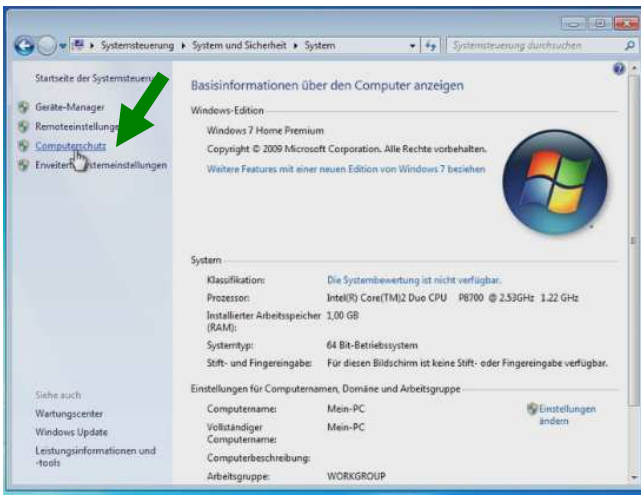 Systemsteuerung ▸ System und Sicherheit ▸ System
Systemsteuerung durchsuchen
Startseite der Systemsteuerung
Geräte-Manager
Remoteeinstellungen
Computerschutz
Erweiterte Systemeinstellungen
Siehe auch
Wartungscenter
Windows Update
Leistungsinformationen und
-tools
Basisinformationen über den Computer anzeigen
Windows-Edition
Windows 7 Home Premium
Copyright © 2009 Microsoft Corporation. Alle Rechte vorbehalten.
Weitere Features mit einer neuen Edition von Windows 7 beziehen
System
Klassifikation: Die Systembewertung ist nicht verfügbar.
Prozessor: Intel(R) Core(TM)2 Duo CPU P8700 @ 2.53GHz 1.22 GHz
Installierter Arbeitsspeicher 1,00 GB
(RAM):
Systemtyp: 64 Bit-Betriebssystem
Stift- und Fingereingabe: Für diesen Bildschirm ist keine Stift- oder Fingereingabe verfügbar.
Einstellungen für Computernamen, Domäne und Arbeitsgruppe
Computername: Mein-PC
Einstellungen
ändern
Vollständiger Mein-PC
Computername:
Computerbeschreibung:
Arbeitsgruppe: WORKGROUP